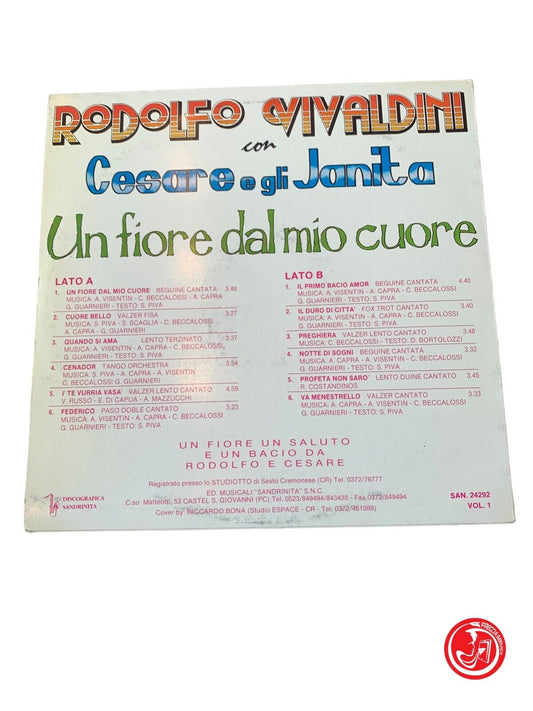 RODOLFO VIVALDINI
con
Cesare e gli Janita
Un fiore dal mio cuore
LATO A
1. UN FIORE DAL MIO CUORE BEGUINE CANTATA 3.48
MUSICA: A. VISENTIN - C. BECCALOSSI - A. CAPRA
G. GUARNIERI - TESTO: S. PIVA
2. CUORE BELLO VALZER FISA 3.27
MUSICA: S. PIVA - S. SCAGLIA - C. BECCALOSSI
A. CAPRA - G. GUARNERI
3. QUANDO SI AMA LENTO TERZINATO 3.37
MUSICA: A. VISENTIN - A. CAPRA - C. BECCALOSSI
G. GUARNIERI - TESTO: S. PIVA
4. CENADOR TANGO ORCHESTRA 3.54
MUSICA: S. PIVA - A. CAPRA - A. VISENTIN
C. BECCALOSSI G. GUARNIERI
5. I' TE VURRIA VASA' VALZER LENTO CANTATO 4.59
V. RUSSO - E. DI CAPUA - A. MAZZUCCHI
6. FEDERICO PASO DOBLE CANTATO 3.23
MUSICA: A. VISENTIN - A. CAPRA - C. BECCALOSSI
G. GUARNIERI - TESTO: S. PIVA
LATO B
1. IL PRIMO BACIO AMOR BEGUINE CANTATO 4.40
MUSICA: A. VISENTIN - A. CAPRA - C. BECCALOSSI
G. GUARNIERI - TESTO: S. PIVA
2. IL DURO DI CITTA' FOX TROT CANTATO 3.40
MUSICA: A. VISENTIN - A. CAPRA - C. BECCALOSSI
G. GUARNIERI - TESTO: S. PIVA
3. PREGHIERA VALZER LENTO CANTATO 3.48
MUSICA: C. BECCALOSSI - TESTO: D. BORTOLOZZI
4. NOTTE DI SOGNI BEGUINE CANTATA 3.32
MUSICA: A. VISENTIN - A. CAPRA - C. BECCALOSSI
G. GUARNIERI - TESTO: S. PIVA
5. PROFETA NON SARO' LENTO DUINE CANTATO 3.45
R. COSTANDINOS
6. VA MENESTRELLO VALZER CANTATO 3.33
MUSICA: A. VISENTIN - A. CAPRA - C. BECCALOSSI
G. GUARNIERI - TESTO: S. PIVA
UN FIORE UN SALUTO
E UN BACIO DA
RODOLFO E CESARE
Registrato presso lo STUDIOTTO di Sesto Cremonese (CR) Tel. 0372/76777
ED. MUSICALI "SANDRINITA" S.N.C.
C.so Matteotti, 53 CASTEL S. GIOVANNI (PC) Tel. 0523/849494/843438 - Fax 0372/849494
Cover by: RICCARDO BONA (Studio ESPACE - CR - Tel. 0372/461088)
DISCOGRAFICA
SANDRINITA
SAN. 24292
VOL. 1